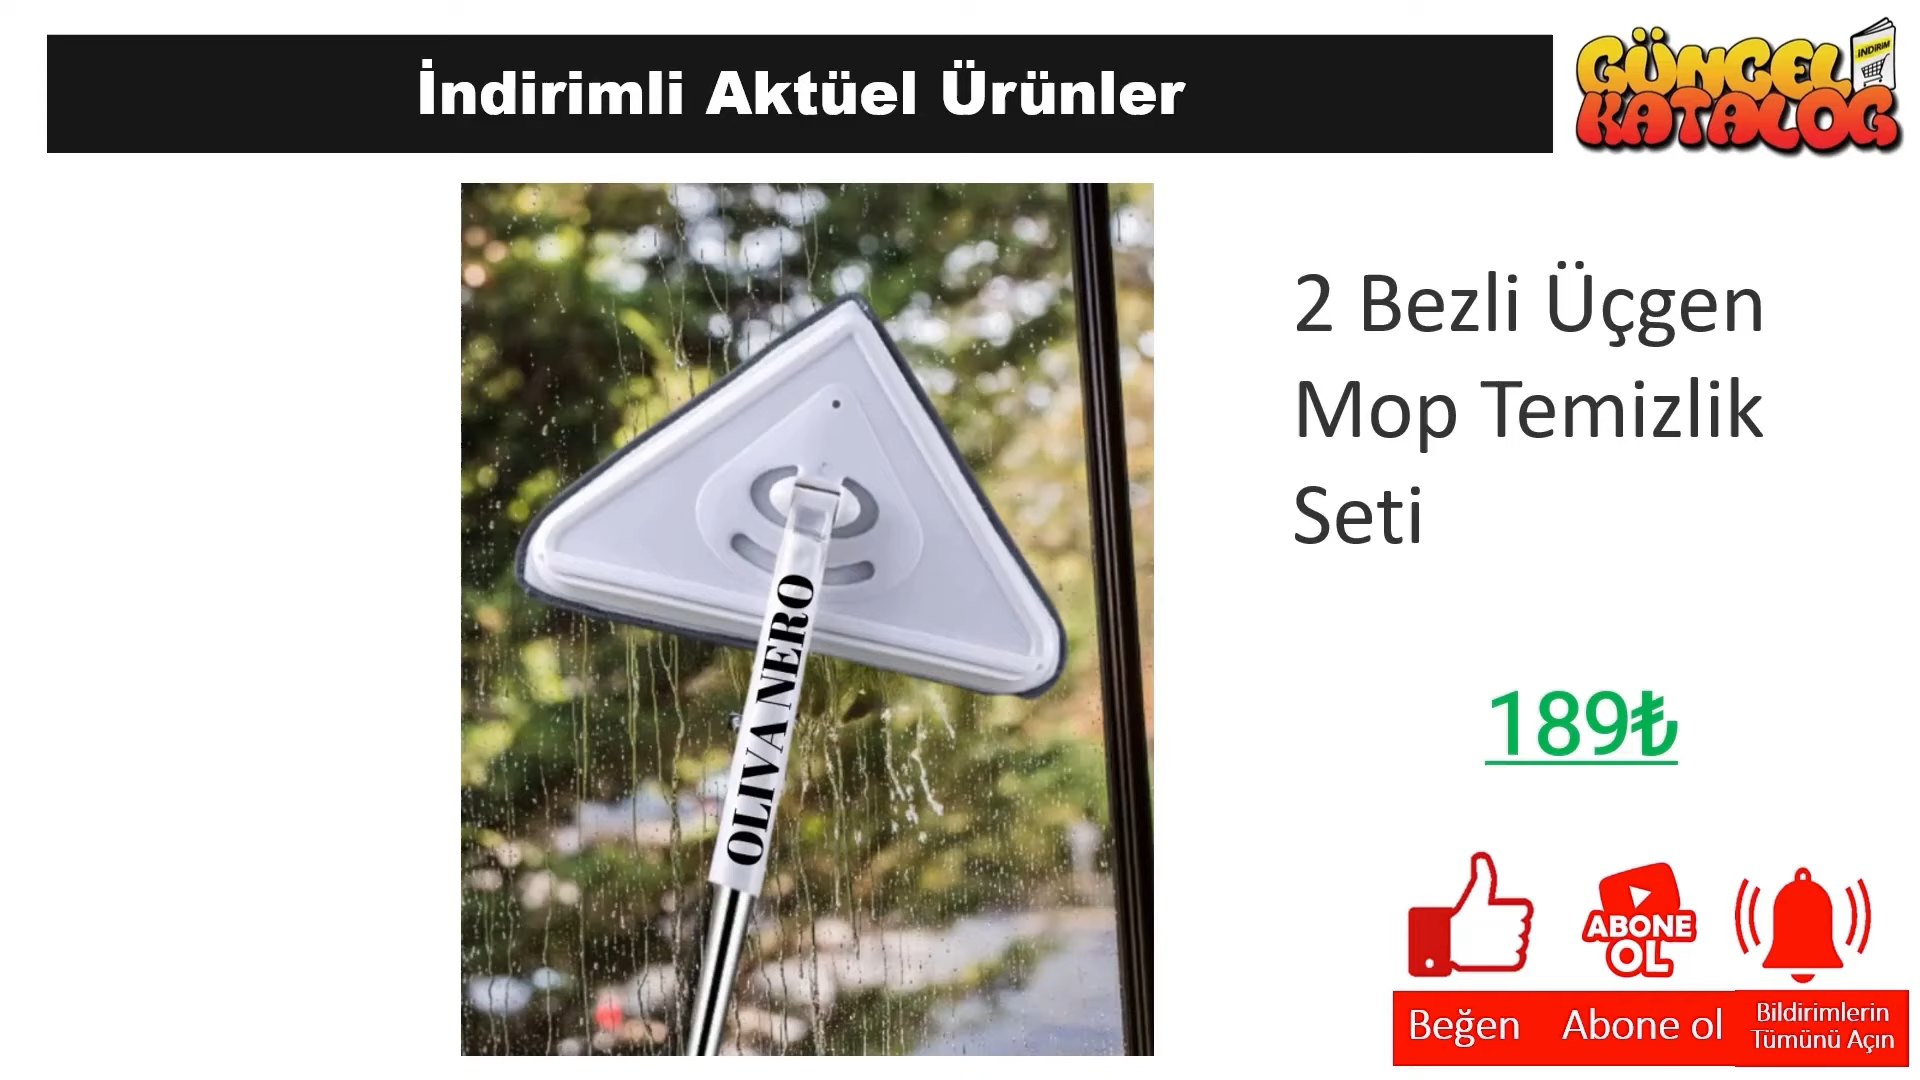 İndirimli Aktüel Ürünler
GÜNCEL
KATALOG
İNDİRİM
2 Bezli Üçgen
Mop Temizlik
Seti
OLIVA NERO
189₺
ABONE
OL
Beğen
Abone ol
Bildirimlerin
Tümünü Açın